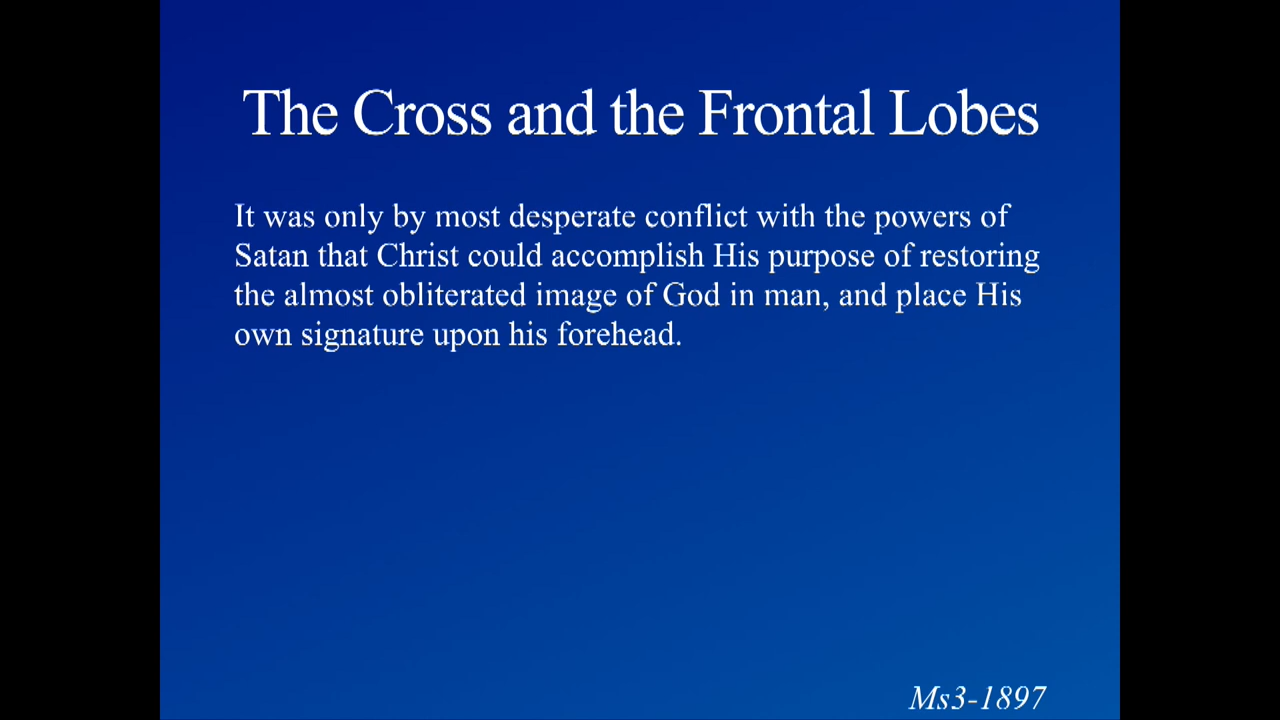 The Cross and the Frontal Lobes
It was only by most desperate conflict with the powers of
Satan that Christ could accomplish His purpose of restoring
the almost obliterated image of God in man, and place His
own signature upon his forehead.
Ms3-1897